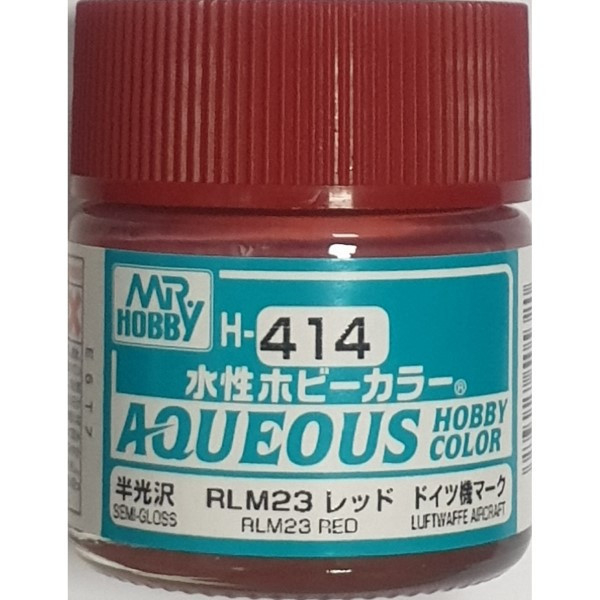 MR HOBBY
H-414
水性ホビーカラー®
AQUEOUS HOBBY COLOR
半光沢 RLM23 レッド ドイツ機マーク
SEMI-GLOSS RLM23 RED LUFTWAFFE AIRCRAFT
E6T7